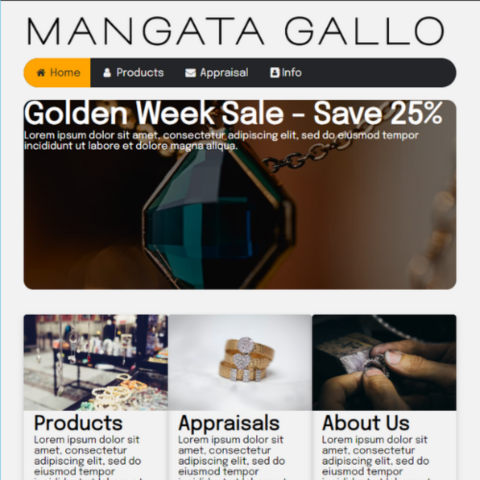 MANGATA GALLO
Home Products Appraisal Info
Golden Week Sale – Save 25%
Lorem ipsum dolor sit amet, consectetur adipiscing elit, sed do eiusmod tempor
incididunt ut labore et dolore magna aliqua.
Products
Lorem ipsum dolor sit
amet, consectetur
adipiscing elit, sed do
eiusmod tempor
Appraisals
Lorem ipsum dolor sit
amet, consectetur
adipiscing elit, sed do
eiusmod tempor
About Us
Lorem ipsum dolor sit
amet, consectetur
adipiscing elit, sed do
eiusmod tempor